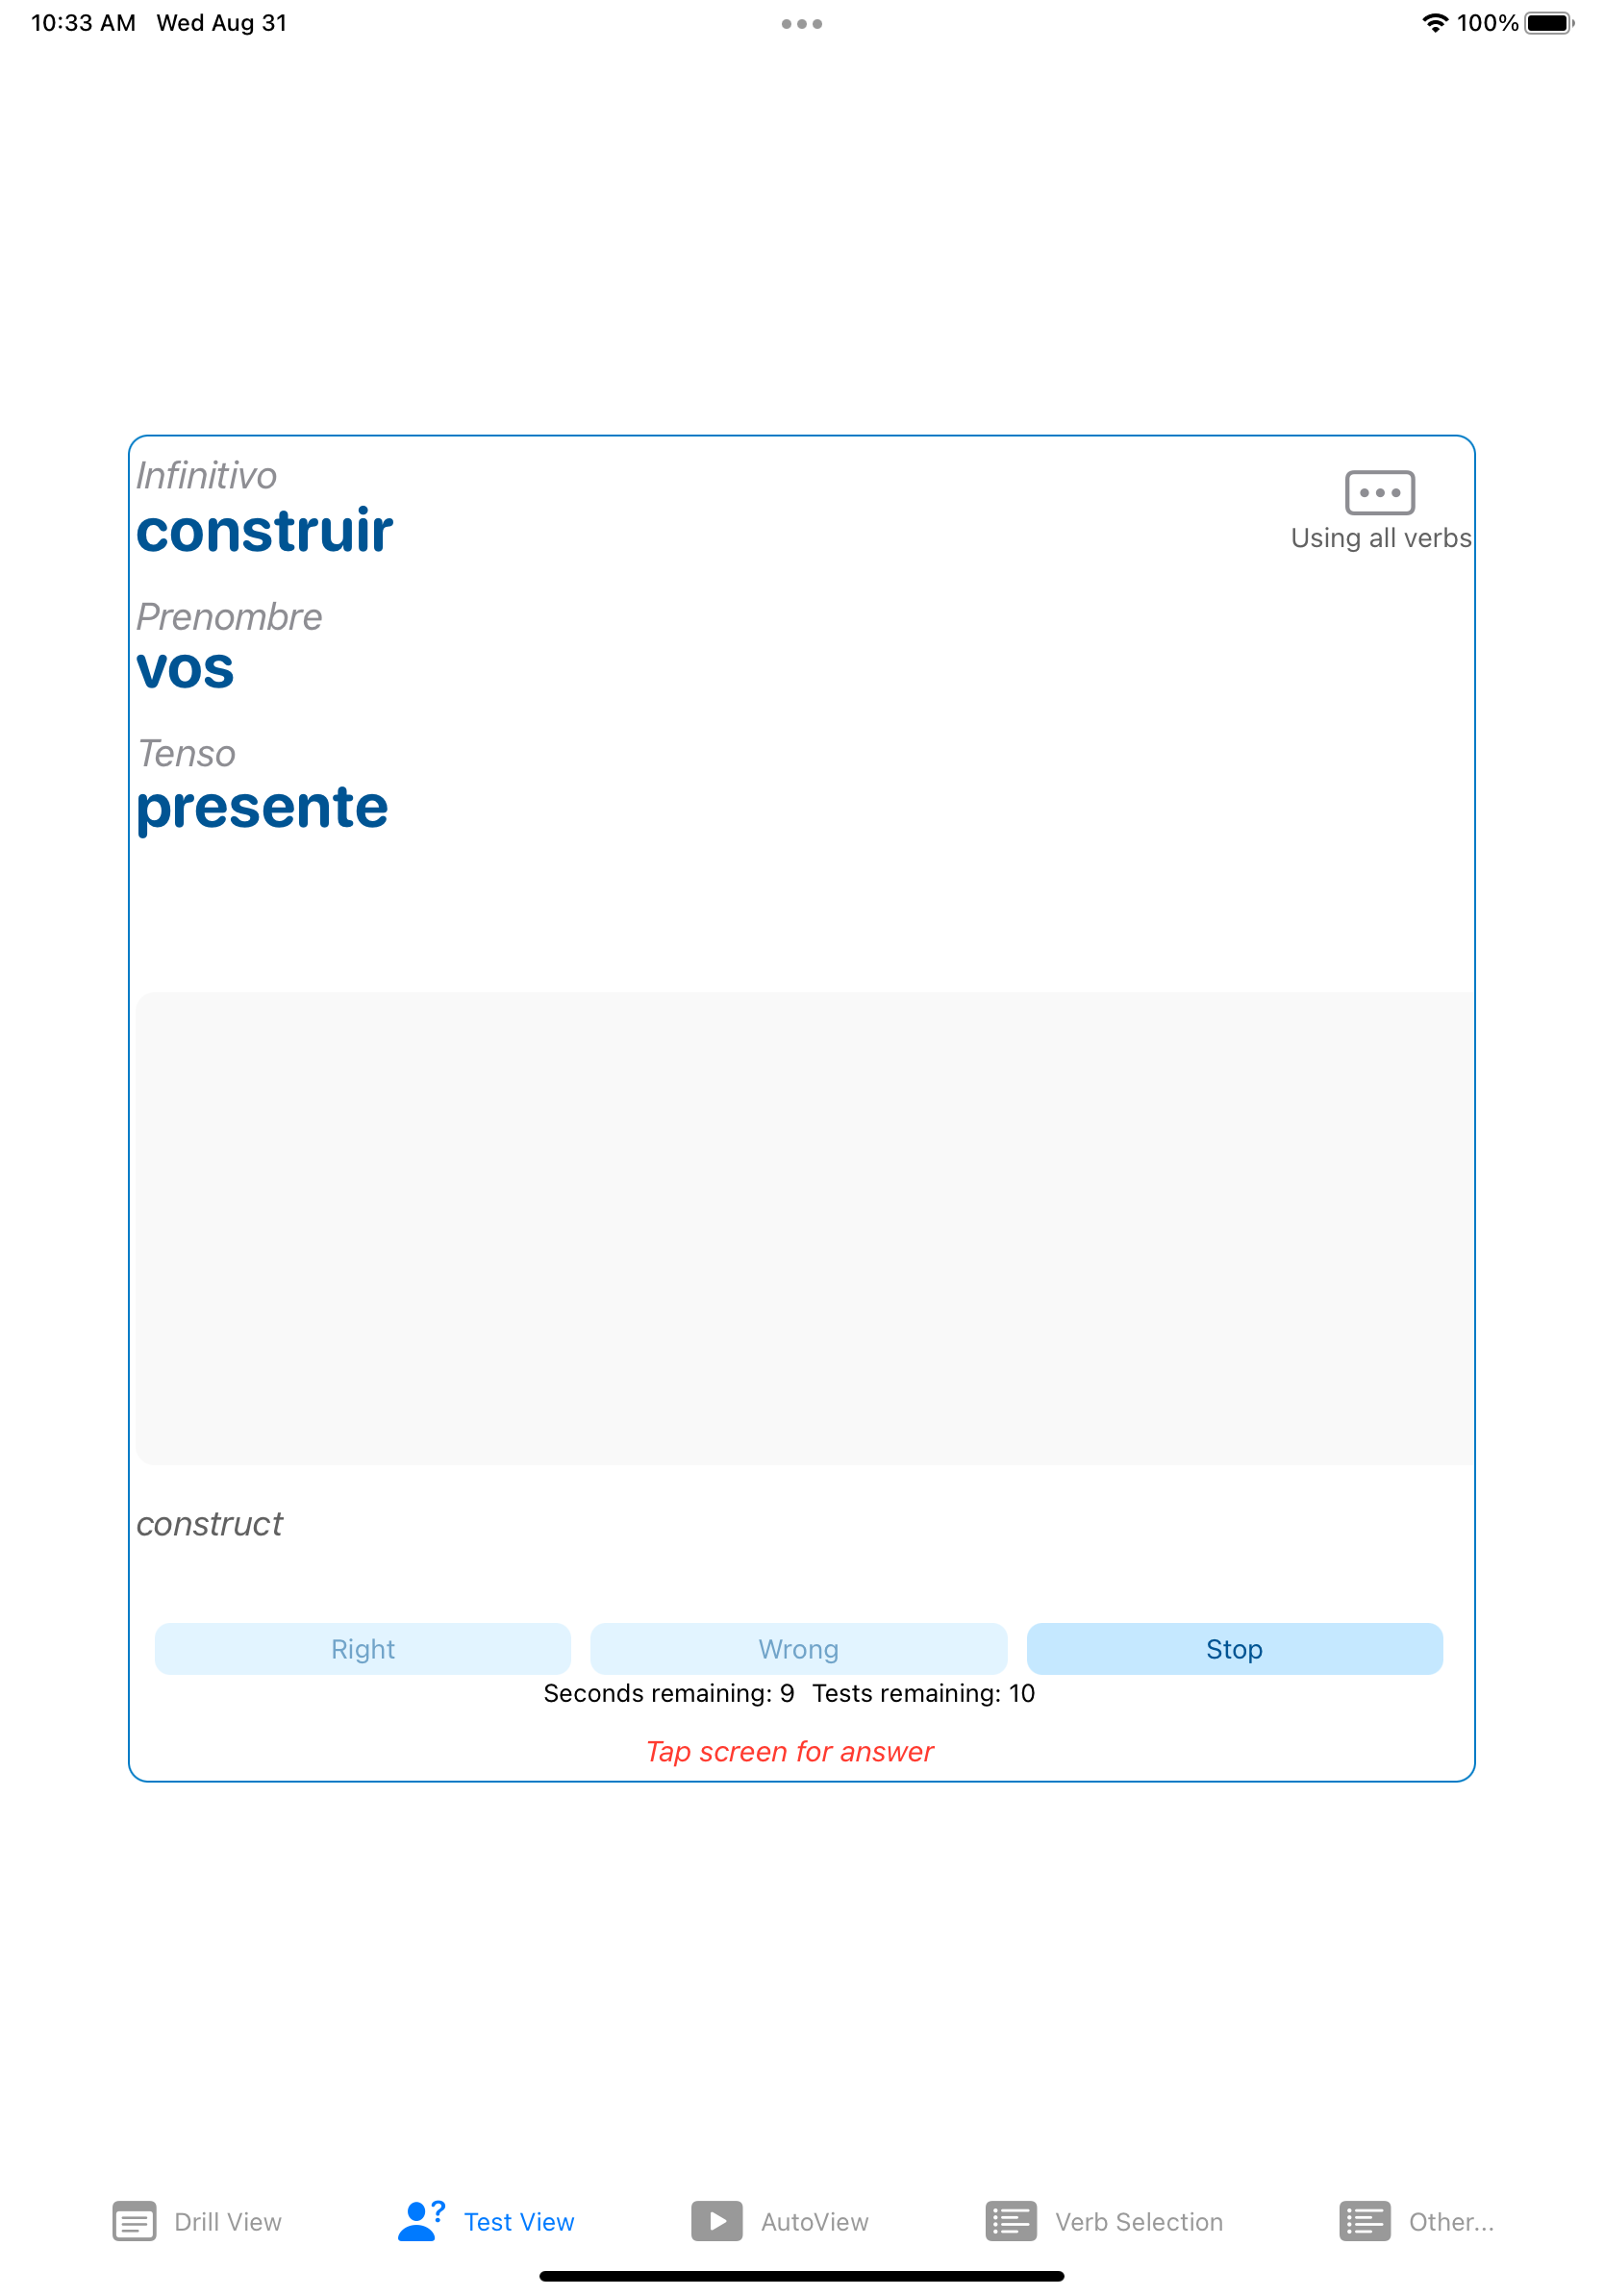 10:33 AM Wed Aug 31
100%
Infinitivo
construir
Using all verbs
Prenombre
vos
Tenso
presente
construct
Right Wrong Stop
Seconds remaining: 9 Tests remaining: 10
Tap screen for answer
Drill View ? Test View AutoView Verb Selection Other...